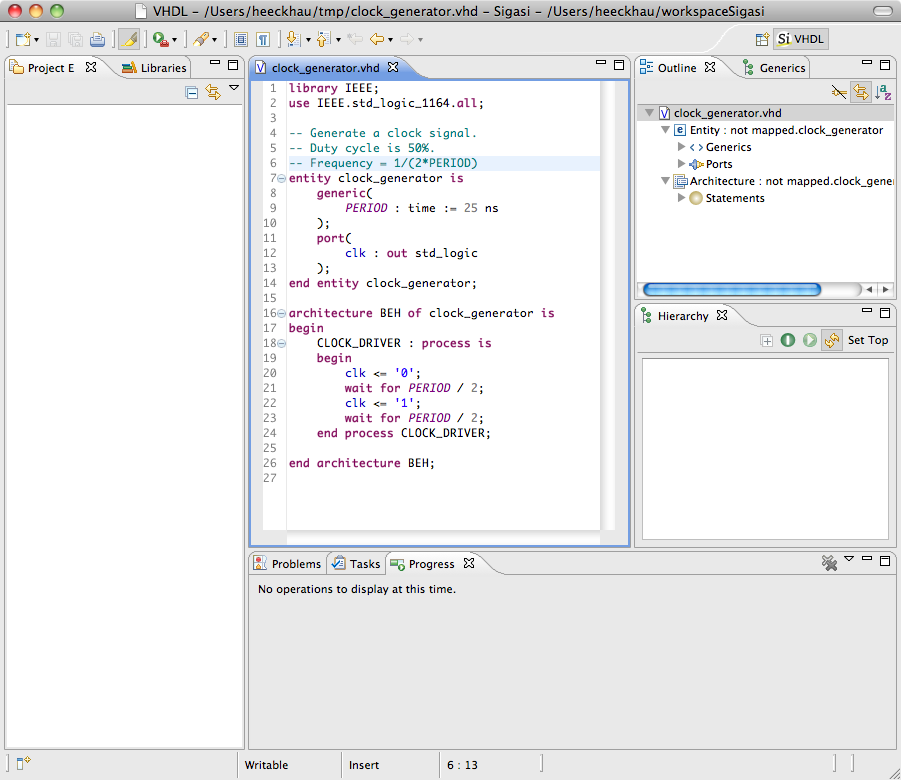 VHDL – /Users/heeckhau/tmp/clock_generator.vhd – Sigasi – /Users/heeckhau/workspaceSigasi
Si VHDL
Project E
Libraries
clock_generator.vhd
1 library IEEE;
2 use IEEE.std_logic_1164.all;
3
4 -- Generate a clock signal.
5 -- Duty cycle is 50%.
6 -- Frequency = 1/(2*PERIOD)
7 entity clock_generator is
8 generic(
9 PERIOD : time := 25 ns
10 );
11 port(
12 clk : out std_logic
13 );
14 end entity clock_generator;
15
16 architecture BEH of clock_generator is
17 begin
18 CLOCK_DRIVER : process is
19 begin
20 clk <= '0';
21 wait for PERIOD / 2;
22 clk <= '1';
23 wait for PERIOD / 2;
24 end process CLOCK_DRIVER;
25
26 end architecture BEH;
27
Outline
Generics
clock_generator.vhd
Entity : not mapped.clock_generator
Generics
Ports
Architecture : not mapped.clock_gene
Statements
Hierarchy
Set Top
Problems
Tasks
Progress
No operations to display at this time.
Writable
Insert
6 : 13